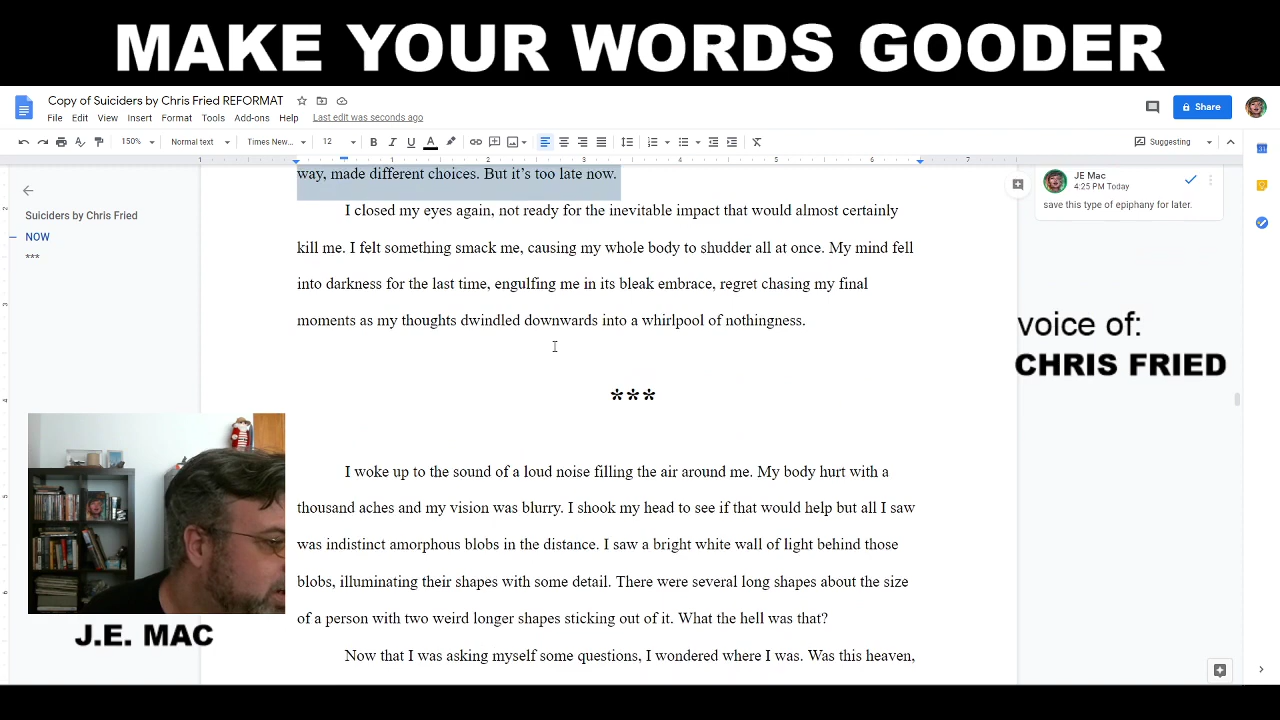 MAKE YOUR WORDS GOODER
Copy of Suiciders by Chris Fried REFORMAT
File Edit View Insert Format Tools Add-ons Help Last edit was seconds ago
Share
150% Normal text Times New... 12 Suggesting
1 1 2 3 4 5 6 7
Suiciders by Chris Fried
NOW
***
way, made different choices. But it’s too late now.
I closed my eyes again, not ready for the inevitable impact that would almost certainly
kill me. I felt something smack me, causing my whole body to shudder all at once. My mind fell
into darkness for the last time, engulfing me in its bleak embrace, regret chasing my final
moments as my thoughts dwindled downwards into a whirlpool of nothingness.
***
I woke up to the sound of a loud noise filling the air around me. My body hurt with a
thousand aches and my vision was blurry. I shook my head to see if that would help but all I saw
was indistinct amorphous blobs in the distance. I saw a bright white wall of light behind those
blobs, illuminating their shapes with some detail. There were several long shapes about the size
of a person with two weird longer shapes sticking out of it. What the hell was that?
Now that I was asking myself some questions, I wondered where I was. Was this heaven,
JE Mac
4:25 PM Today
save this type of epiphany for later.
voice of:
CHRIS FRIED
J.E. MAC